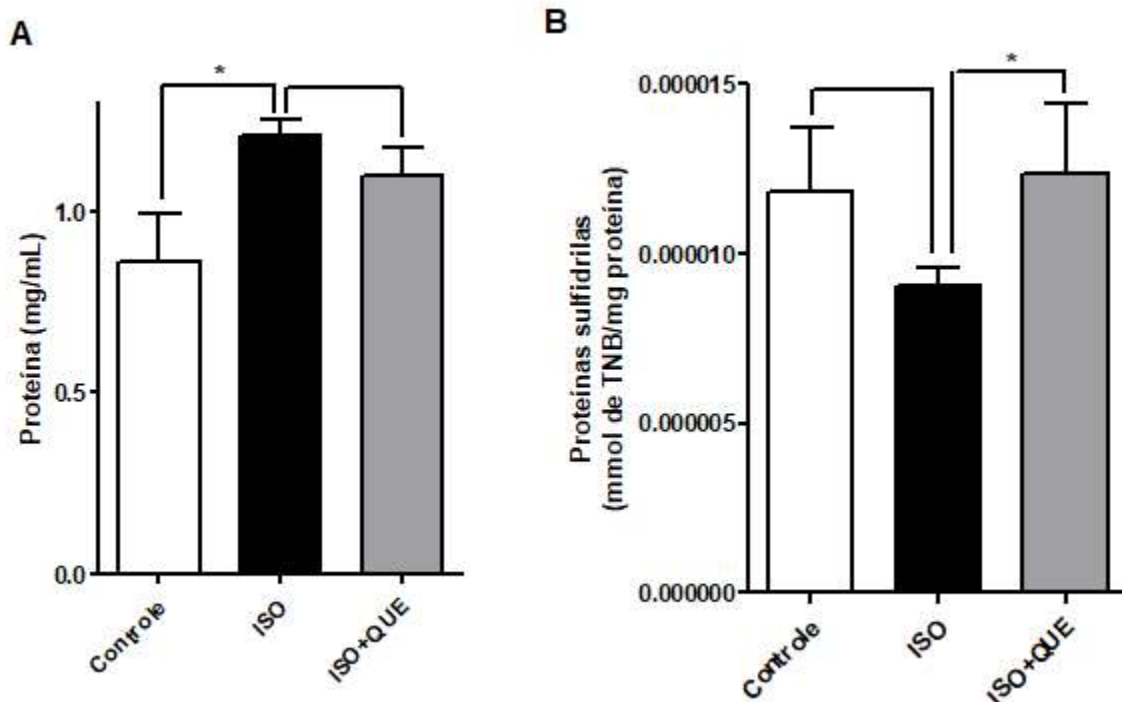 A
*
Proteína (mg/mL)
1.0
0.5
0.0
Controle
ISO
ISO+QUE
B
*
Proteínas sulfidrilas
(mmol de TNB/mg proteína)
0.000015
0.000010
0.000005
0.000000
Controle
ISO
ISO+QUE